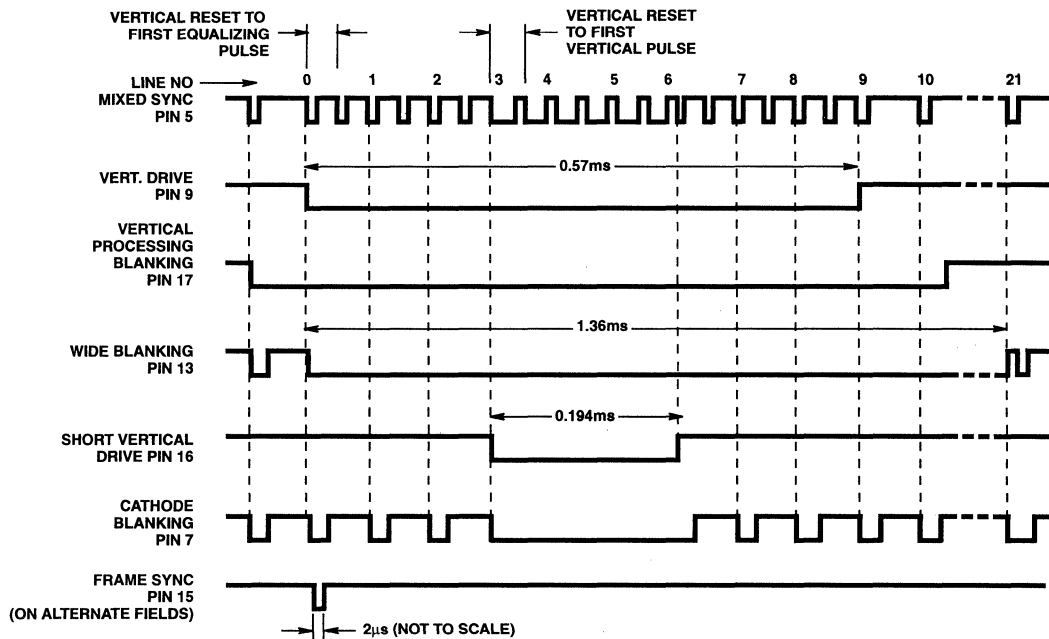 VERTICAL RESET TO
FIRST EQUALIZING
PULSE
VERTICAL RESET
TO FIRST
VERTICAL PULSE
LINE NO
0 1 2 3 4 5 6 7 8 9 10 21
MIXED SYNC
PIN 5
0.57ms
VERT. DRIVE
PIN 9
VERTICAL
PROCESSING
BLANKING
PIN 17
1.36ms
WIDE BLANKING
PIN 13
0.194ms
SHORT VERTICAL
DRIVE PIN 16
CATHODE
BLANKING
PIN 7
FRAME SYNC
PIN 15
(ON ALTERNATE FIELDS)
2μs (NOT TO SCALE)